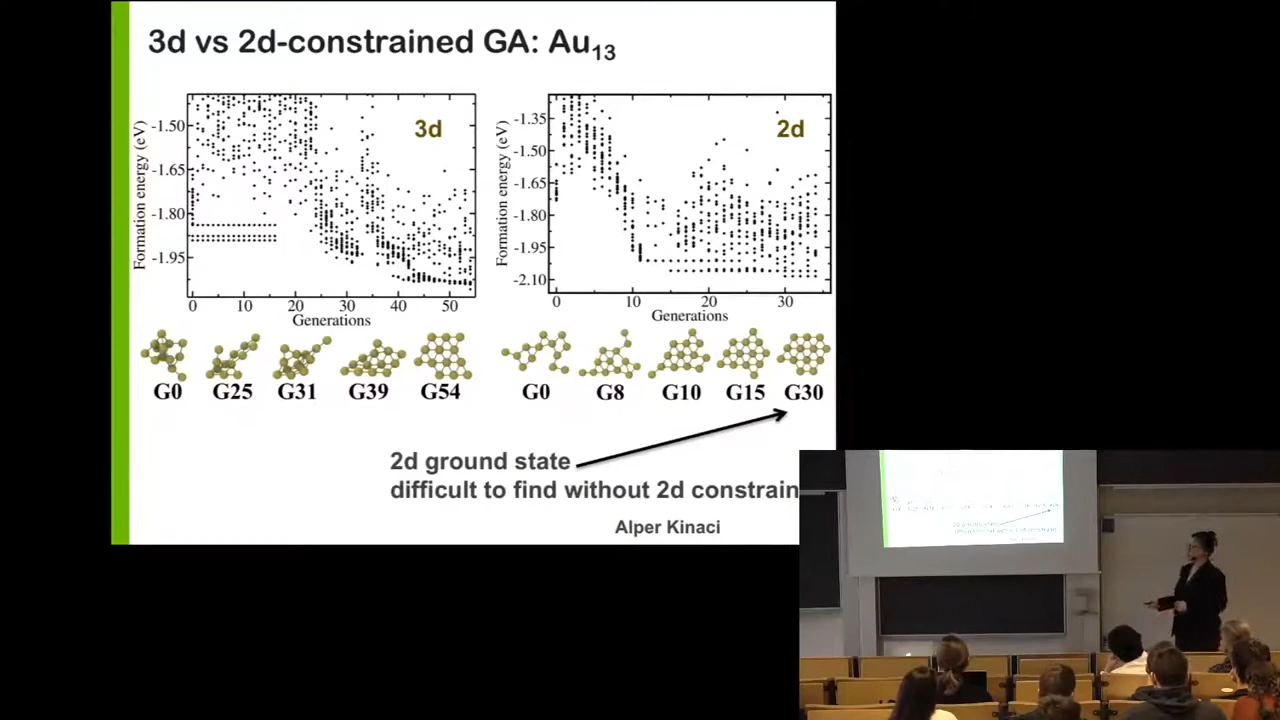 3d vs 2d-constrained GA: Au13
3d
Formation energy (eV)
-1.50
-1.65
-1.80
-1.95
0 10 20 30 40 50
Generations
2d
Formation energy (eV)
-1.35
-1.50
-1.65
-1.80
-1.95
-2.10
0 10 20 30
Generations
G0 G25 G31 G39 G54
G0 G8 G10 G15 G30
2d ground state
difficult to find without 2d constrain
Alper Kinaci